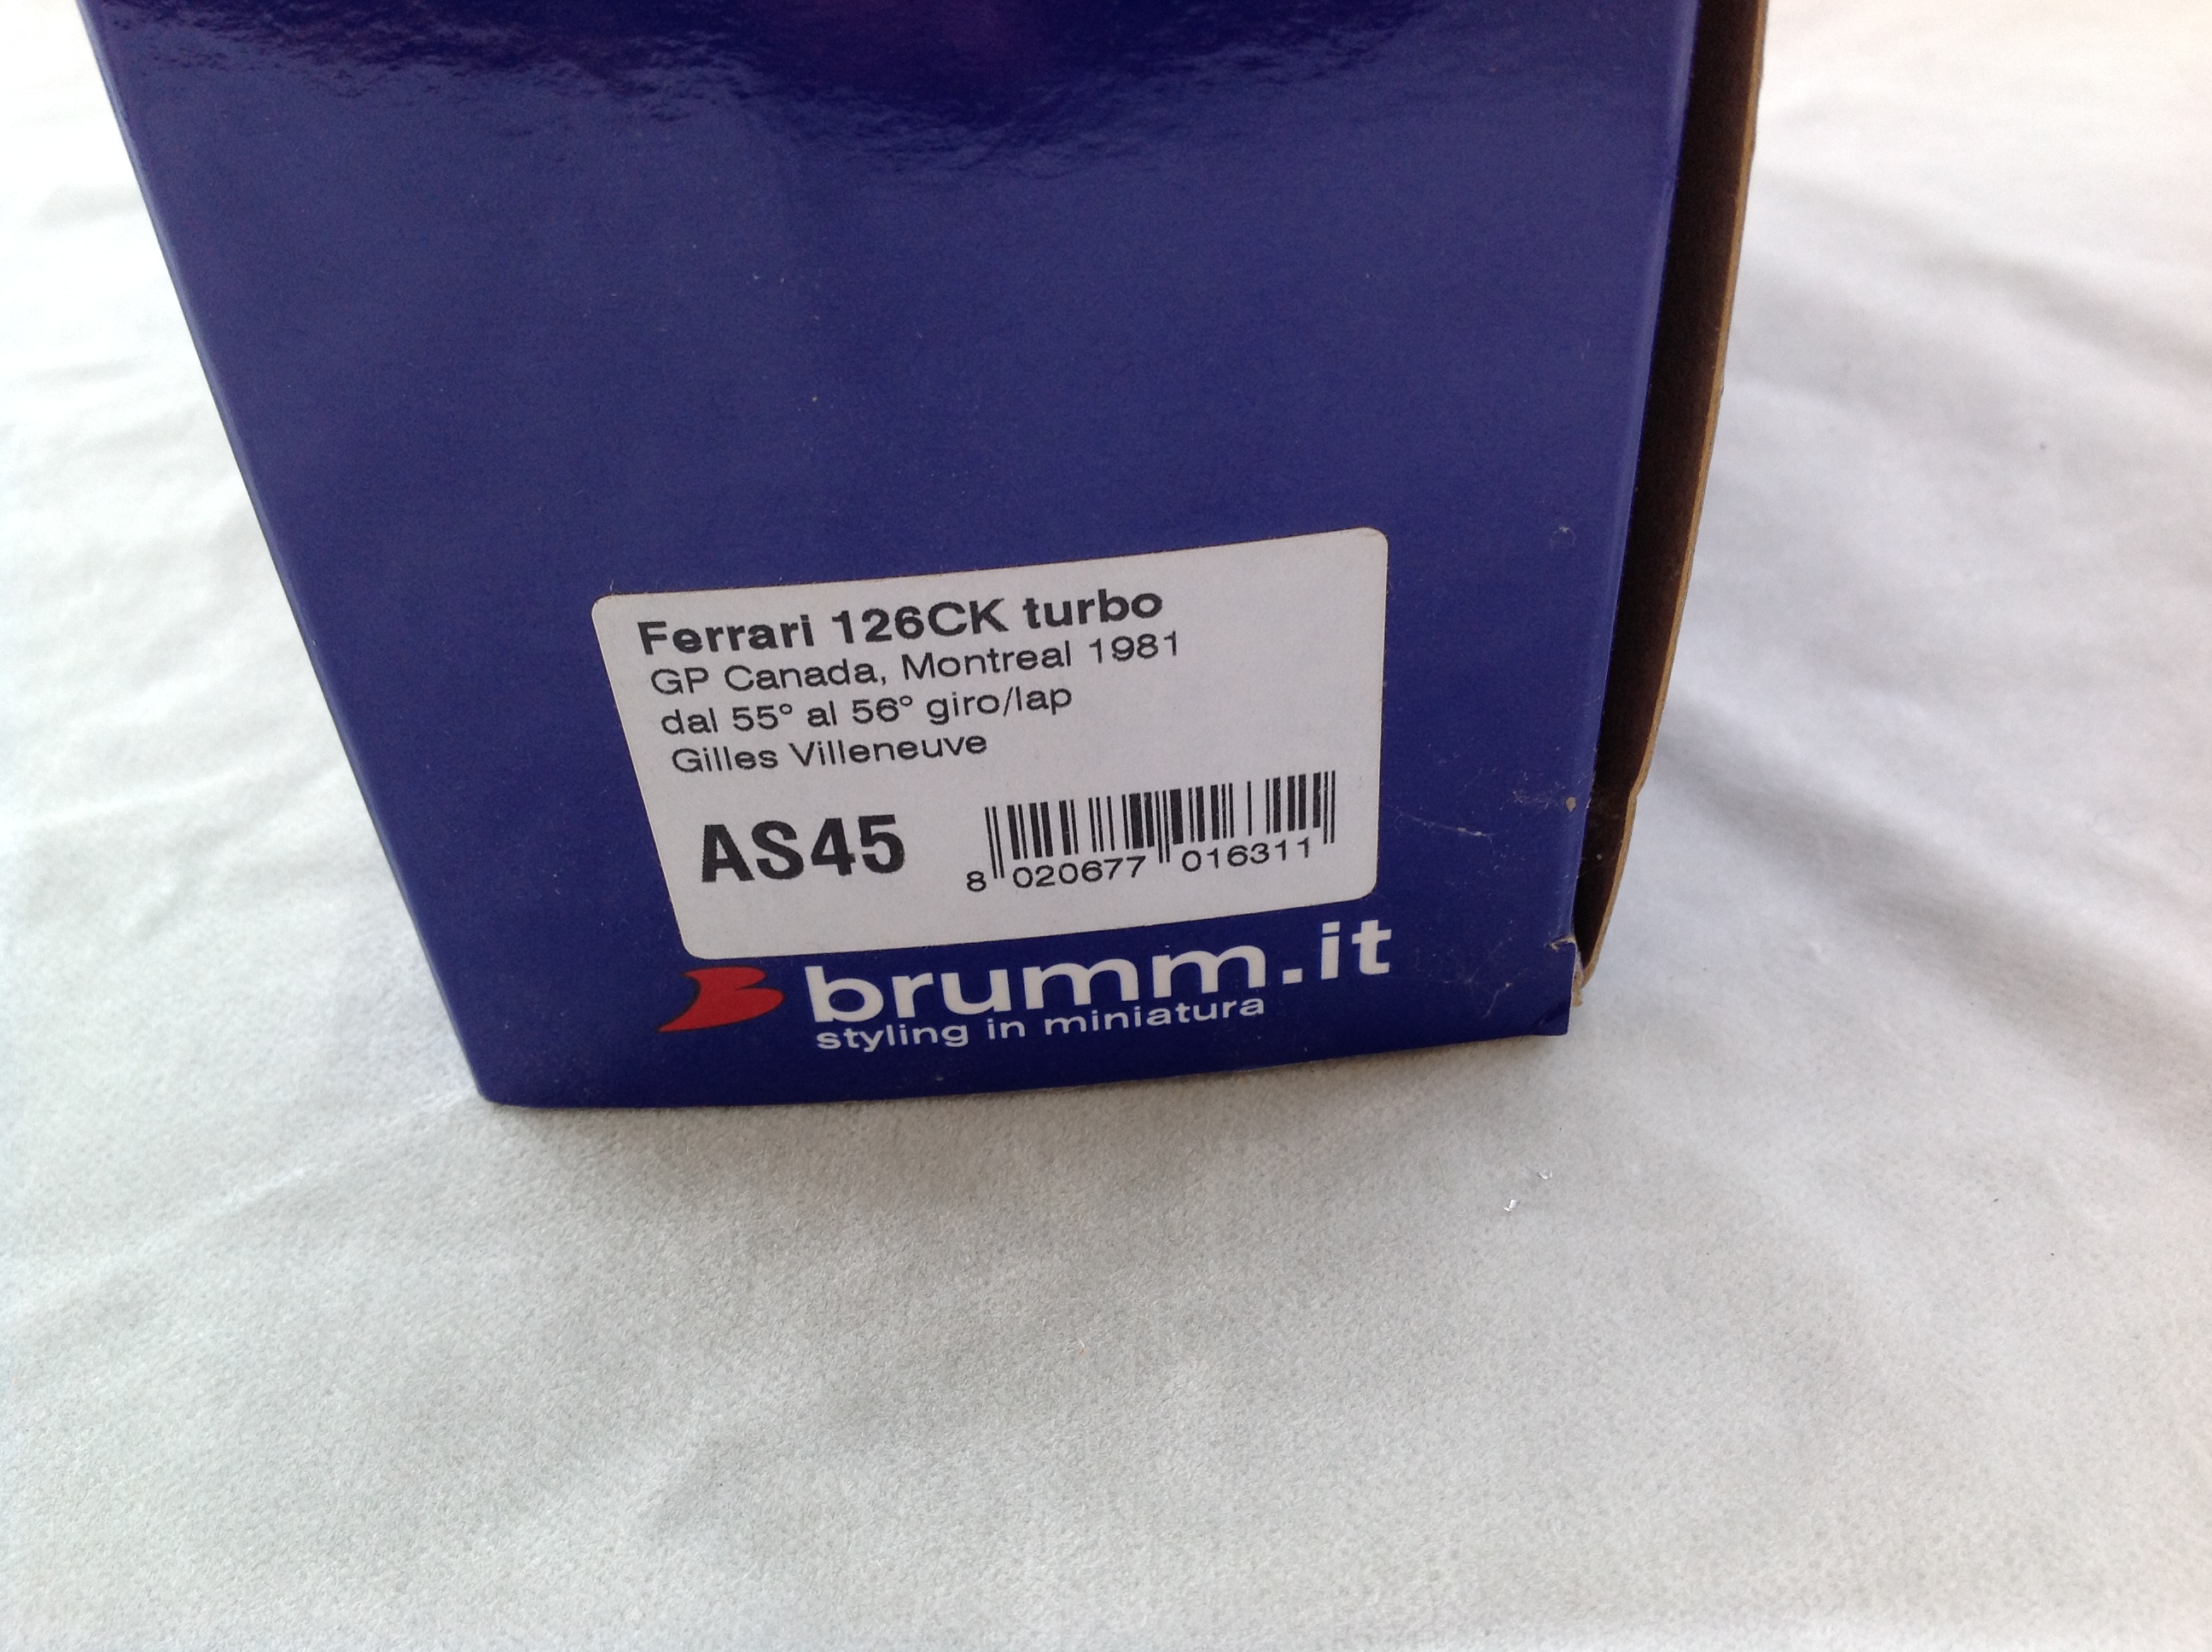 Ferrari 126CK turbo
GP Canada, Montreal 1981
dal 55° al 56° giro/lap
Gilles Villeneuve
AS45
8 020677 016311
brumm.it
styling in miniatura